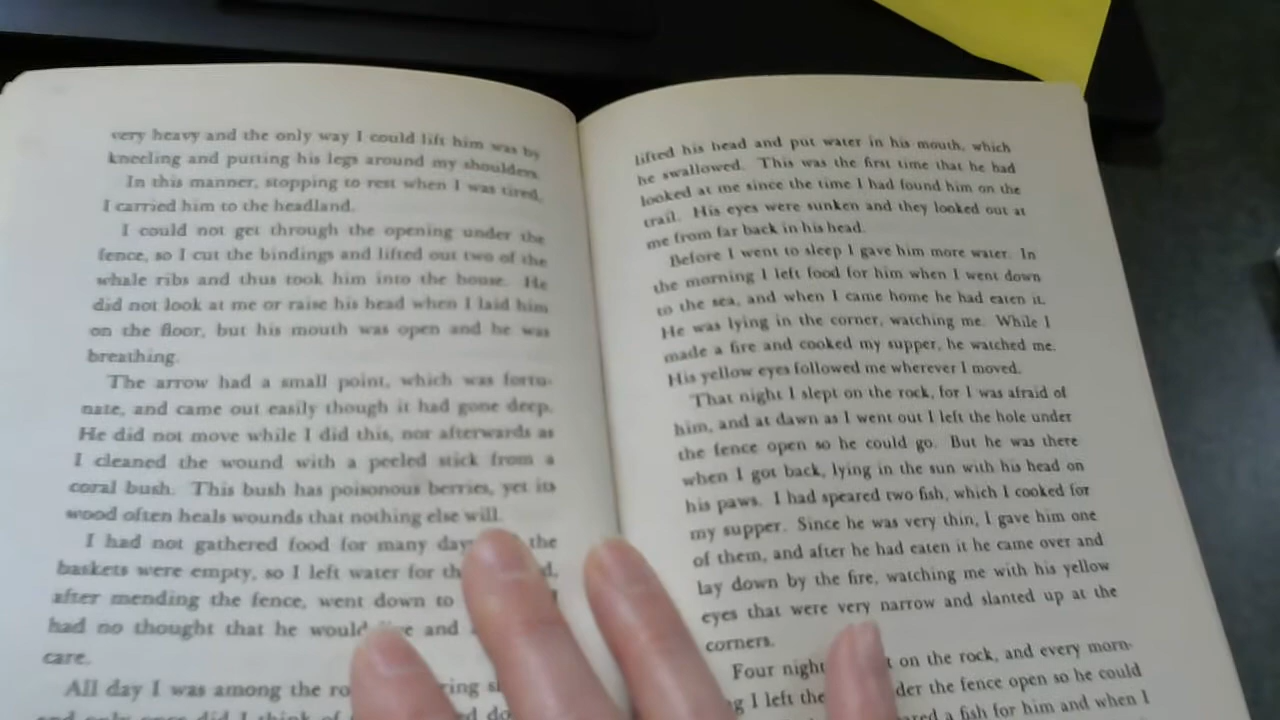 very heavy and the only way I could lift him was by
kneeling and putting his legs around my shoulders.
In this manner, stopping to rest when I was tired,
I carried him to the headland.
I could not get through the opening under the
fence, so I cut the bindings and lifted out two of the
whale ribs and thus took him into the house. He
did not look at me or raise his head when I laid him
on the floor, but his mouth was open and he was
breathing.
The arrow had a small point, which was fortu-
nate, and came out easily though it had gone deep.
He did not move while I did this, nor afterwards as
I cleaned the wound with a peeled stick from a
coral bush. This bush has poisonous berries, yet its
wood often heals wounds that nothing else will.
I had not gathered food for many the
baskets were empty, so I left water for
after mending the fence, went down to
had no thought that he would and
care.
All day I was among the
and only once did I think of
lifted his head and put water in his mouth, which
he swallowed. This was the first time that he had
looked at me since the time I had found him on the
trail. His eyes were sunken and they looked out at
me from far back in his head.
Before I went to sleep I gave him more water. In
the morning I left food for him when I went down
to the sea, and when I came home he had eaten it.
He was lying in the corner, watching me. While I
made a fire and cooked my supper, he watched me.
His yellow eyes followed me wherever I moved.
That night I slept on the rock, for I was afraid of
him, and at dawn as I went out I left the hole under
the fence open so he could go. But he was there
when I got back, lying in the sun with his head on
his paws. I had speared two fish, which I cooked for
my supper. Since he was very thin, I gave him one
of them, and after he had eaten it he came over and
lay down by the fire, watching me with his yellow
eyes that were very narrow and slanted up at the
corners.
Four on the rock, and every morn-
I left the the fence open so he could
a fish for him and when I